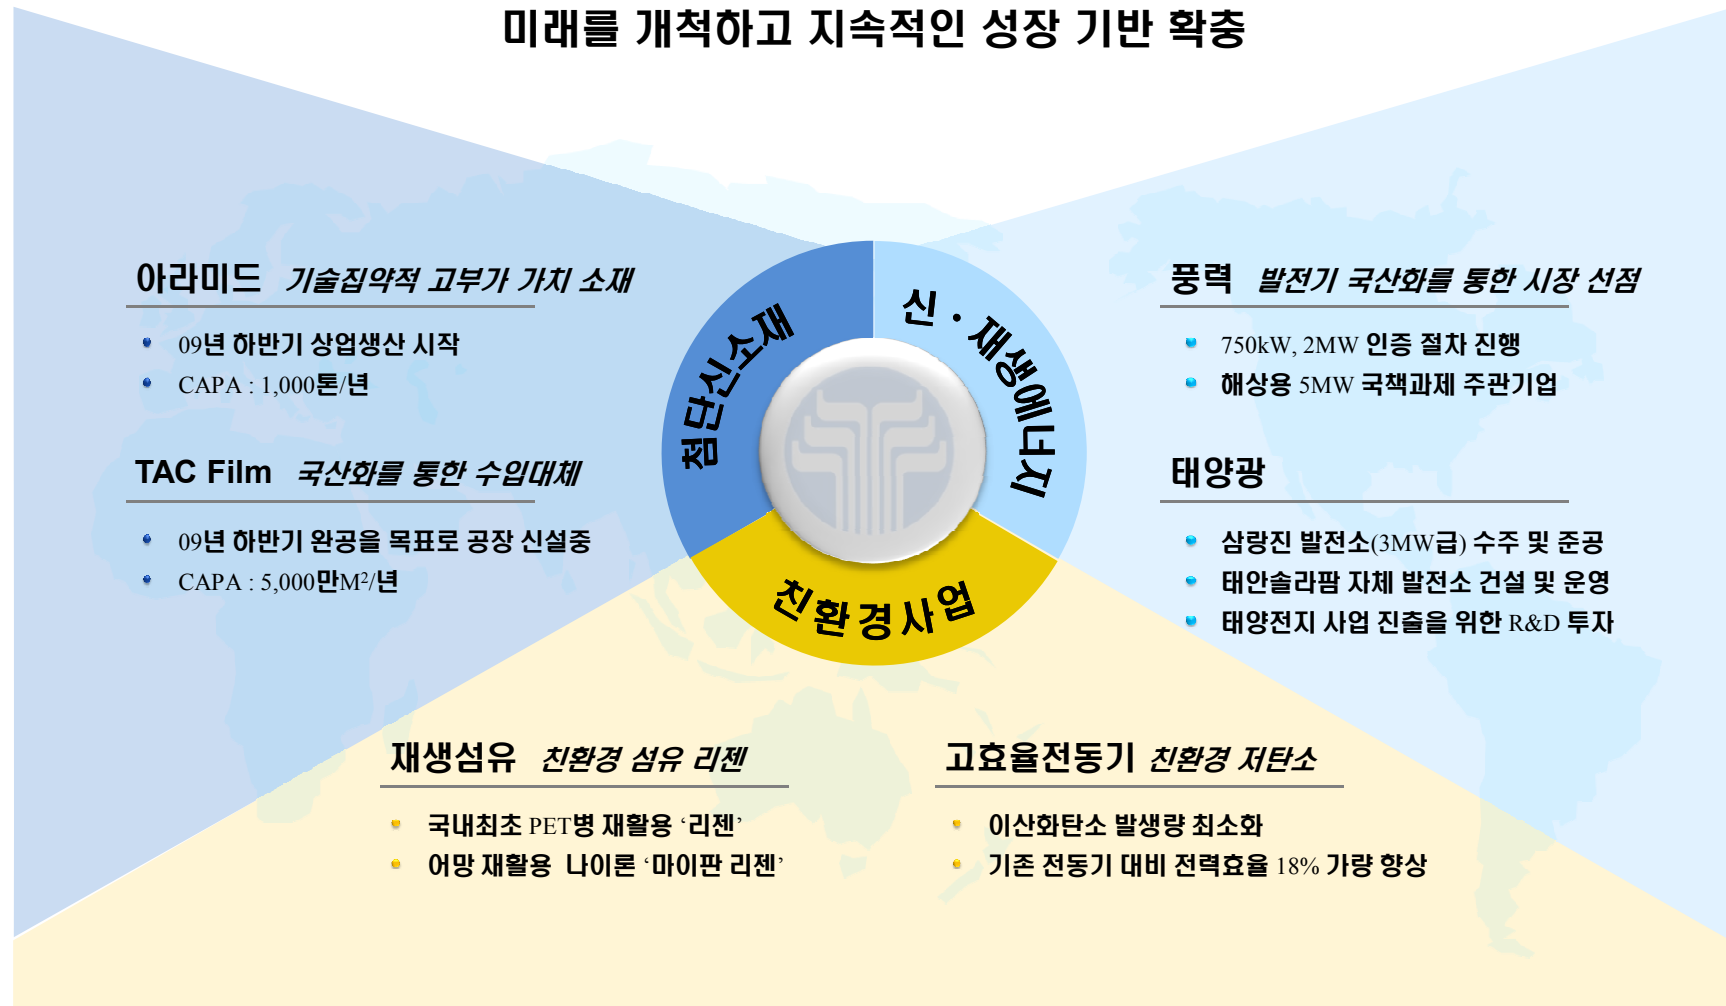 미래를 개척하고 지속적인 성장 기반 확충
아라미드 기술집약적 고부가 가치 소재
09년 하반기 상업생산 시작
CAPA : 1,000톤/년
TAC Film 국산화를 통한 수입대체
09년 하반기 완공을 목표로 공장 신설중
CAPA : 5,000만M²/년
첨단신소재
신 · 재생에너지
친환경사업
풍력 발전기 국산화를 통한 시장 선점
750kW, 2MW 인증 절차 진행
해상용 5MW 국책과제 주관기업
태양광
삼랑진 발전소(3MW급) 수주 및 준공
태안솔라팜 자체 발전소 건설 및 운영
태양전지 사업 진출을 위한 R&D 투자
재생섬유 친환경 섬유 리젠
국내최초 PET병 재활용 ‘리젠’
어망 재활용 나이론 ‘마이판 리젠’
고효율전동기 친환경 저탄소
이산화탄소 발생량 최소화
기존 전동기 대비 전력효율 18% 가량 향상